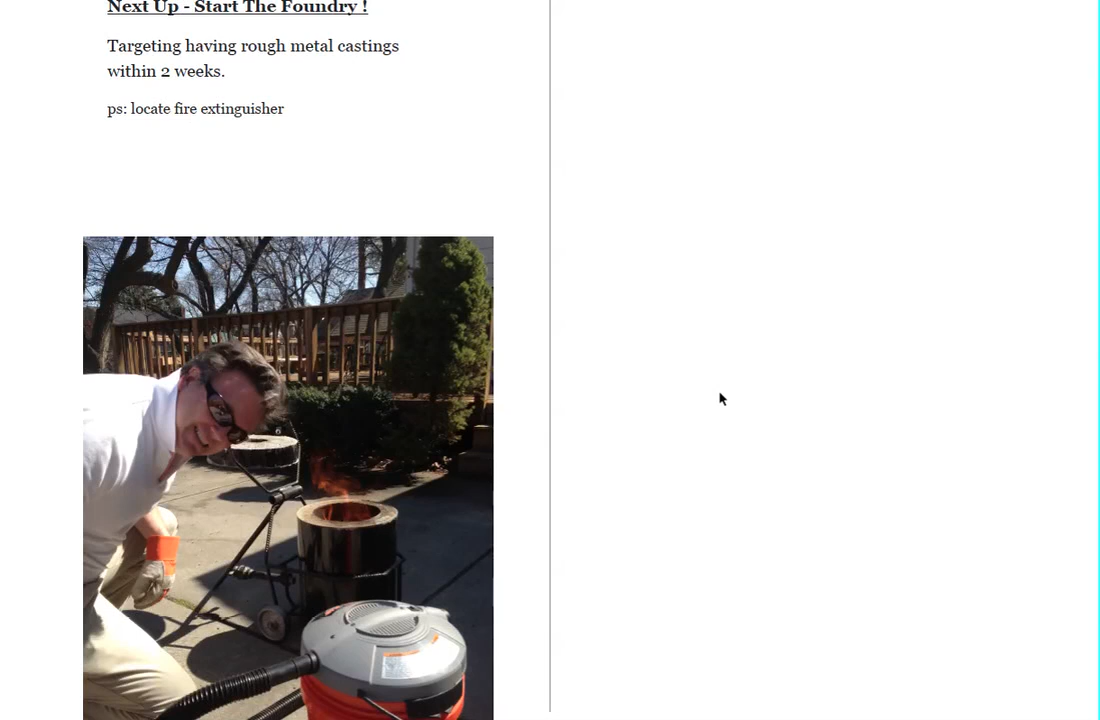 Next Up - Start The Foundry !
Targeting having rough metal castings
within 2 weeks.
ps: locate fire extinguisher